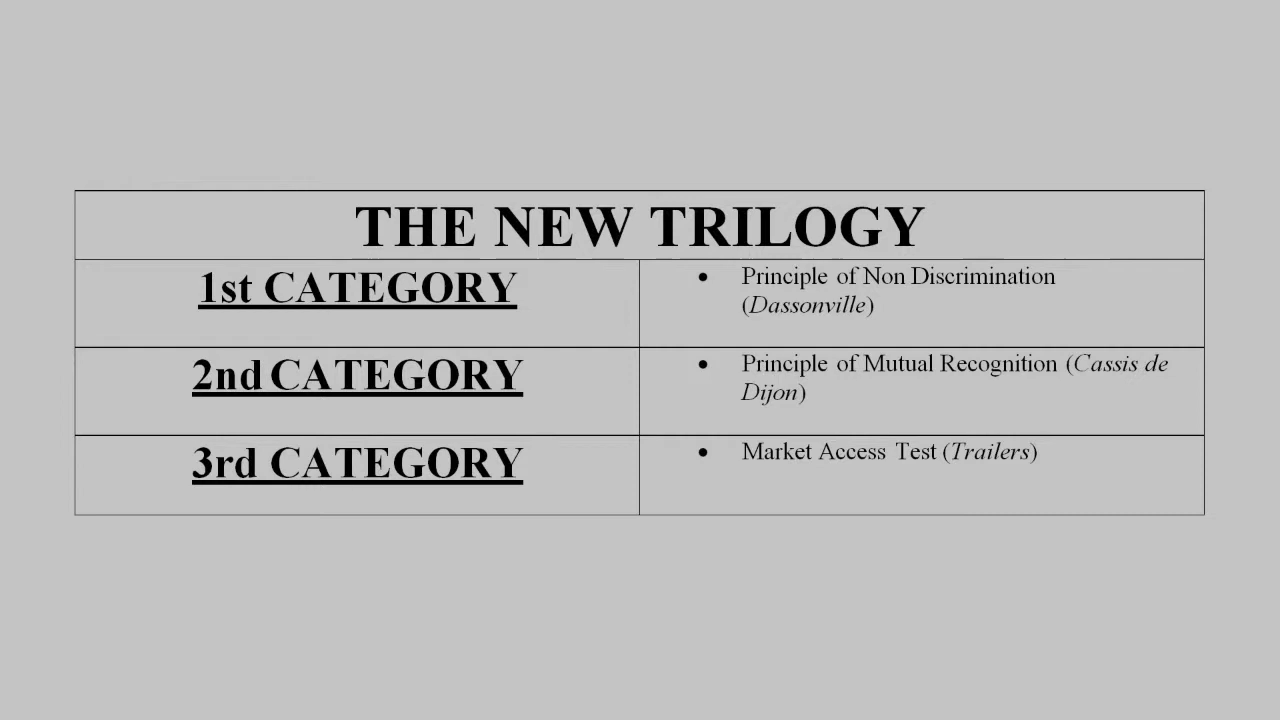 THE NEW TRILOGY
1st CATEGORY
• Principle of Non Discrimination
(Dassonville)
2nd CATEGORY
• Principle of Mutual Recognition (Cassis de
Dijon)
3rd CATEGORY
• Market Access Test (Trailers)